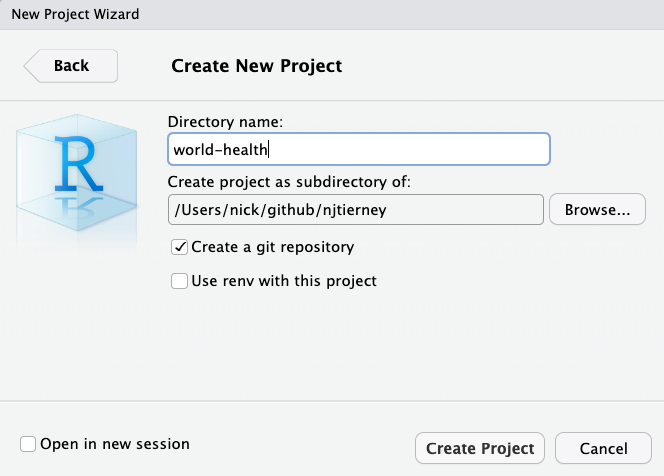 New Project Wizard
Back
Create New Project
R
Directory name:
world-health
Create project as subdirectory of:
/Users/nick/github/njtierney
Browse...
Create a git repository
Use renv with this project
Open in new session
Create Project
Cancel